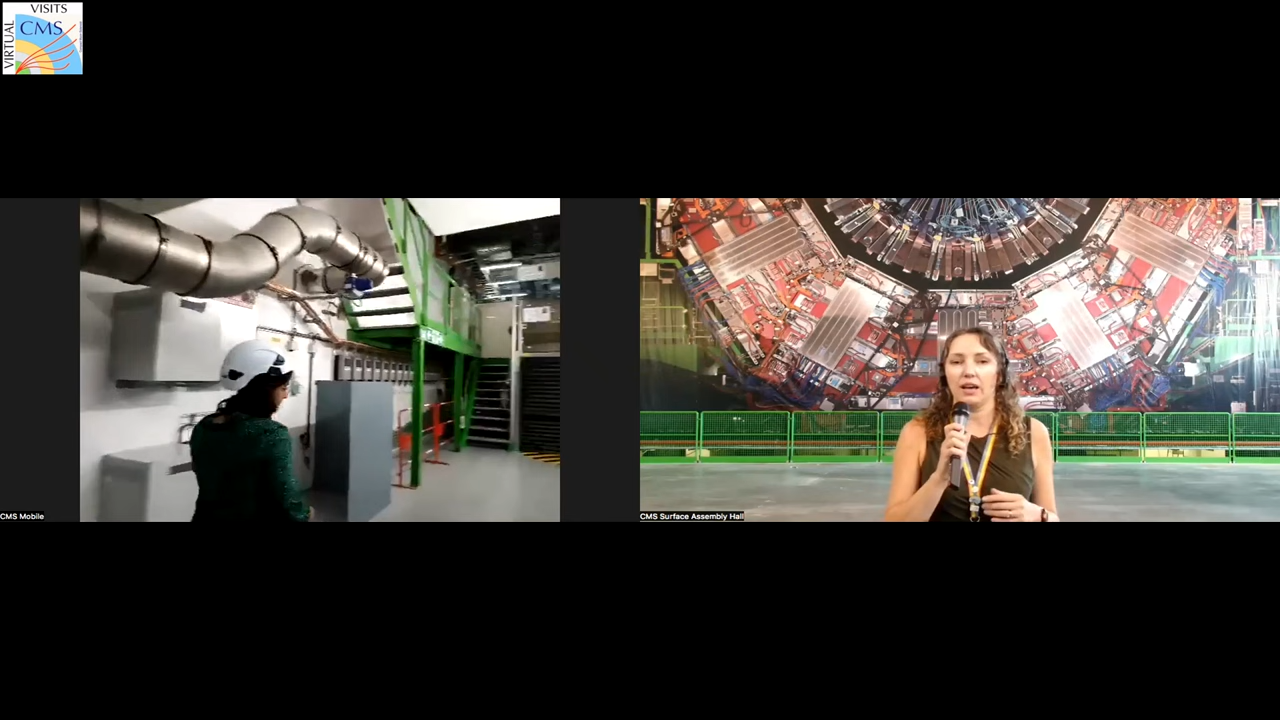 VISITS
CMS
VIRTUAL
CMS Mobile
CMS Surface Assembly Hall